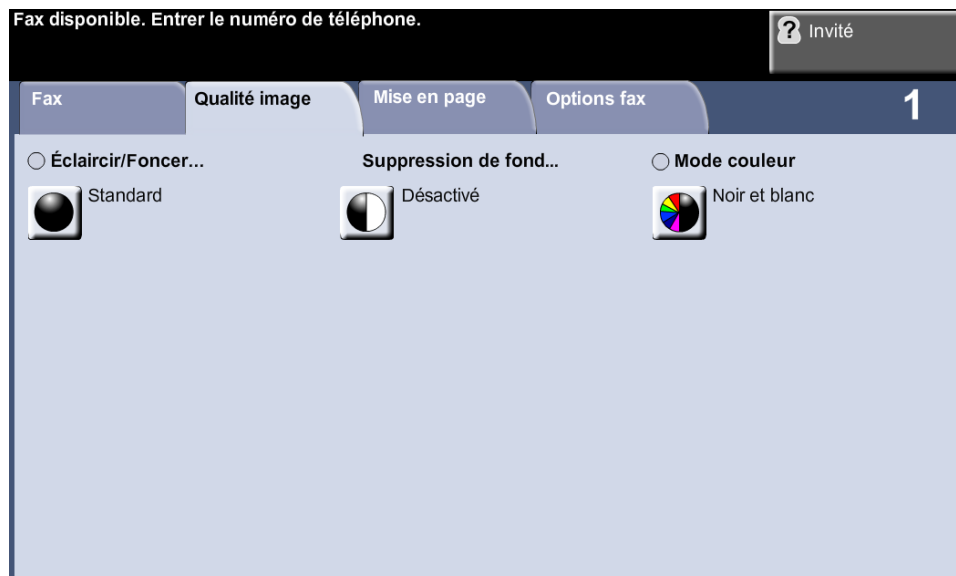 Fax disponible. Entrer le numéro de téléphone.
? Invité
Fax
Qualité image
Mise en page
Options fax
1
Éclaircir/Foncer...
Suppression de fond...
Mode couleur
Standard
Désactivé
Noir et blanc